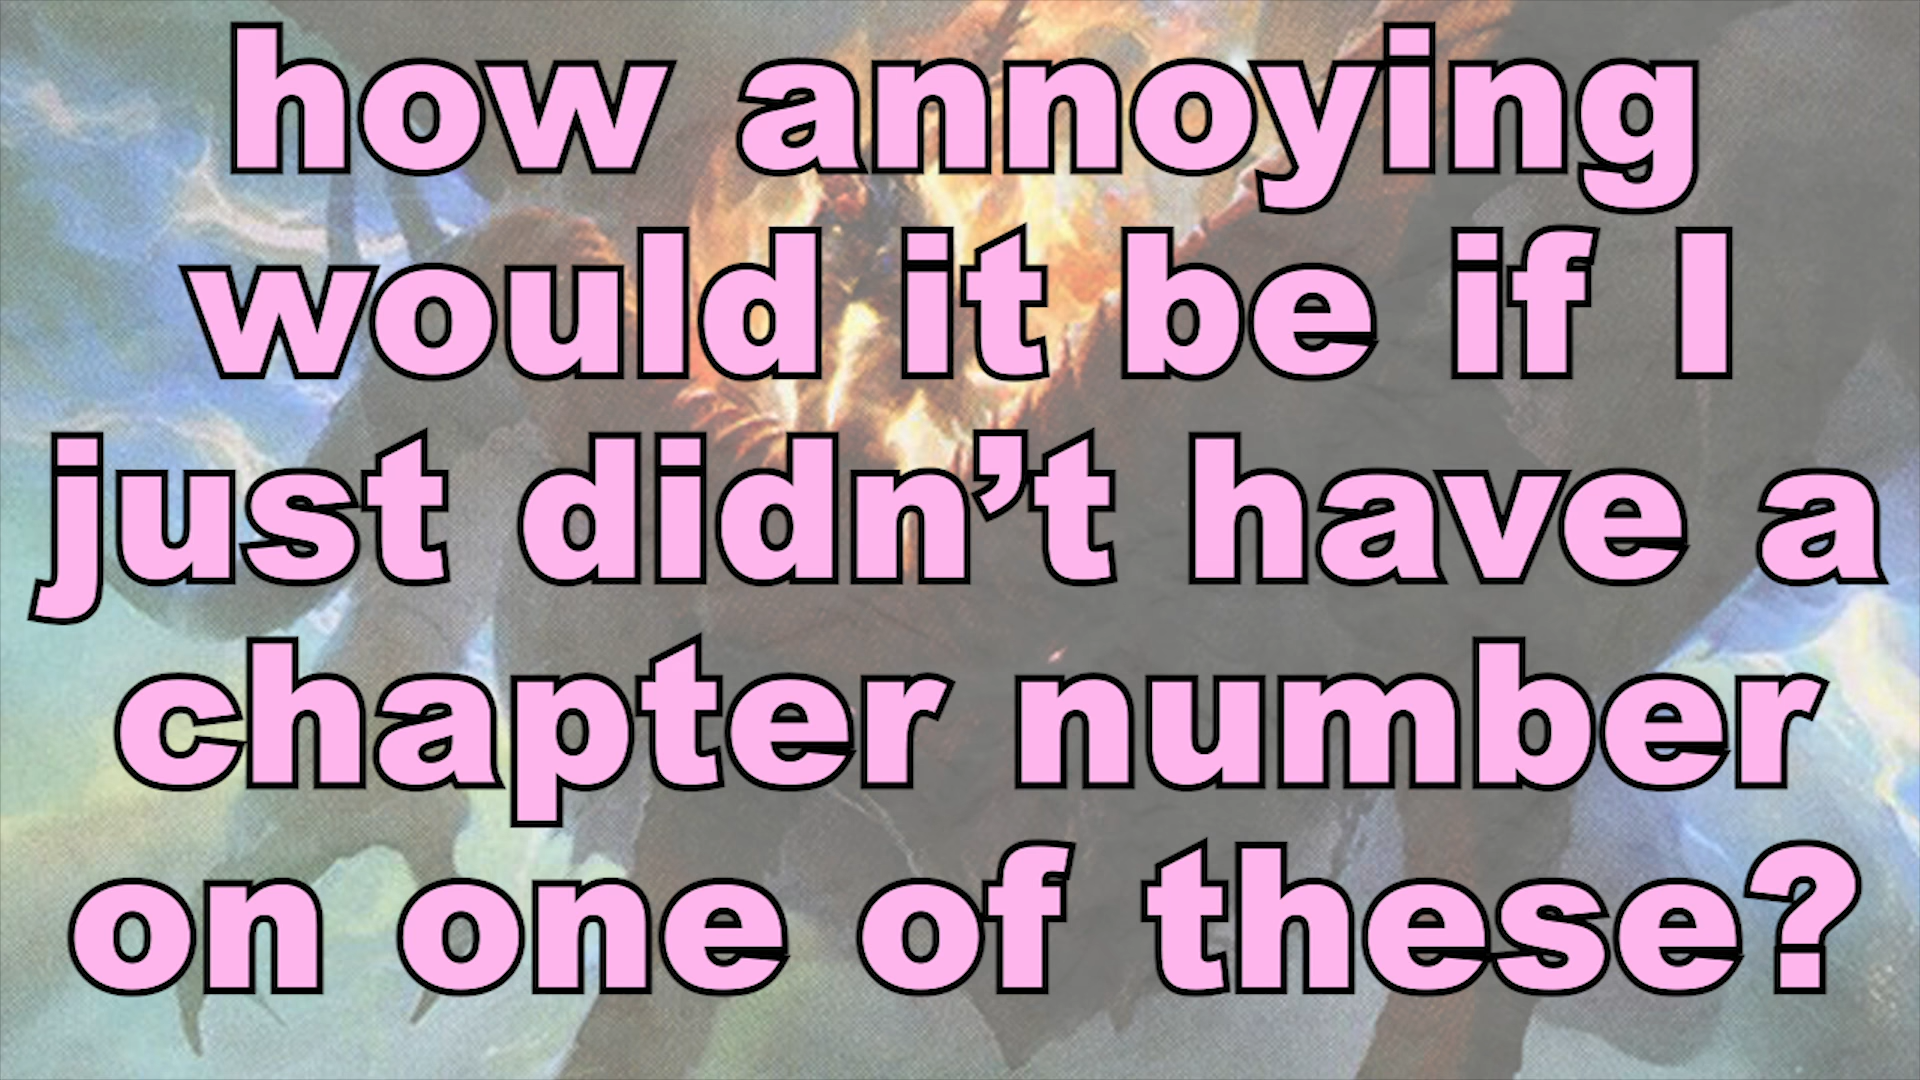 how annoying
would it be if I
just didn’t have a
chapter number
on one of these?